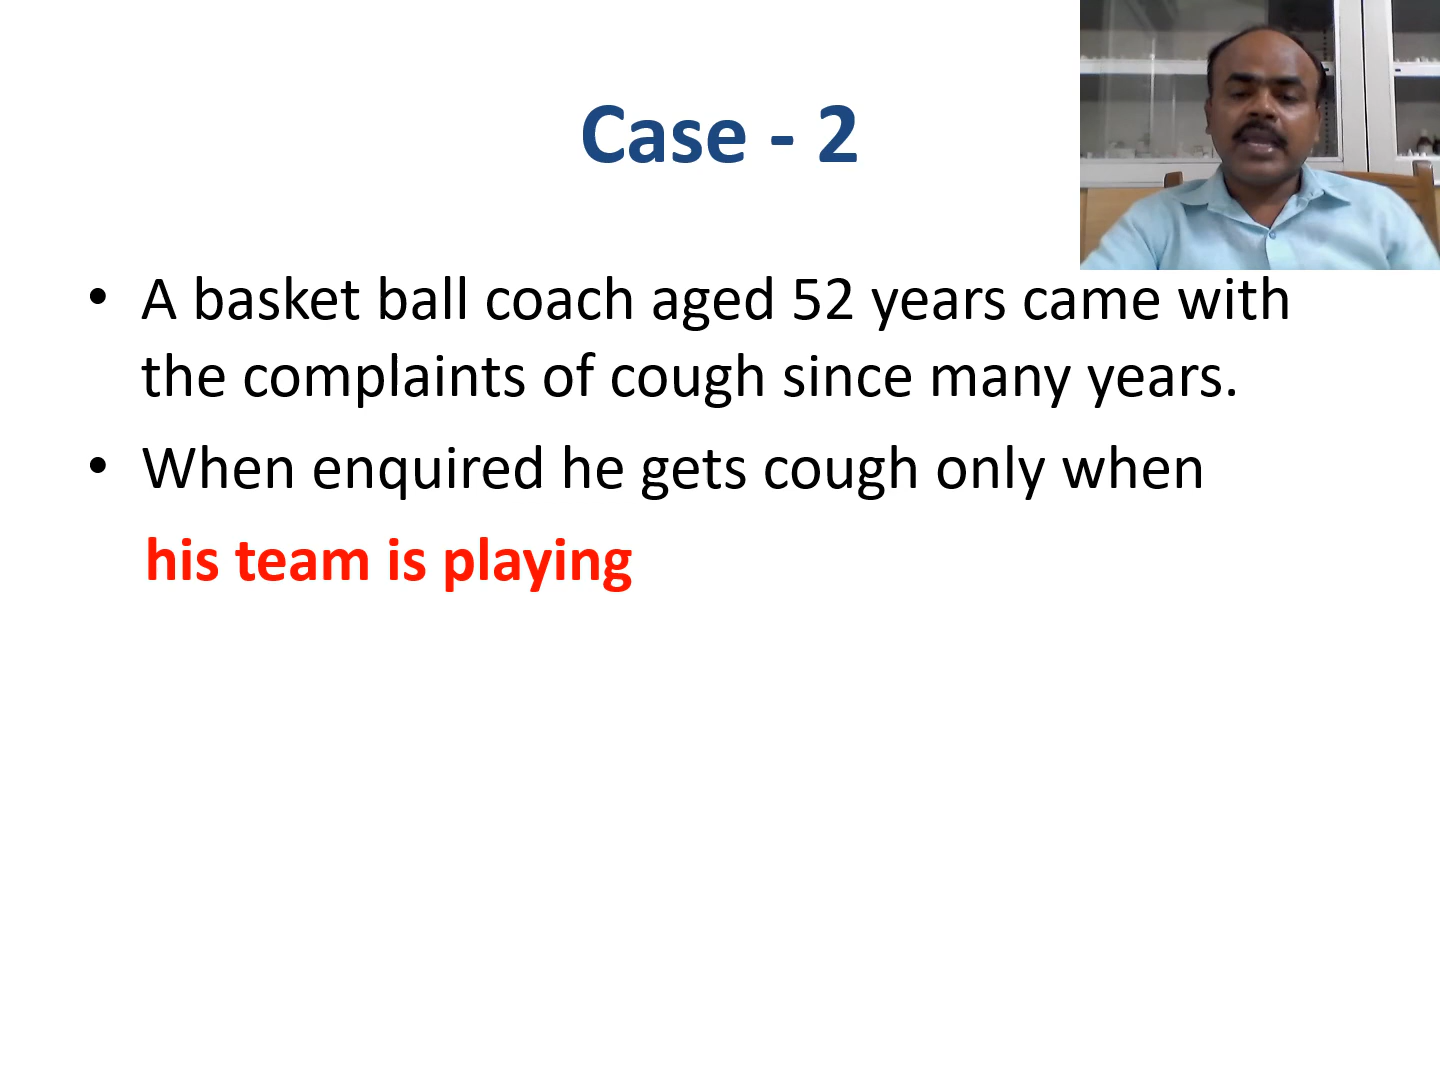 Case - 2
• A basket ball coach aged 52 years came with
the complaints of cough since many years.
• When enquired he gets cough only when
his team is playing